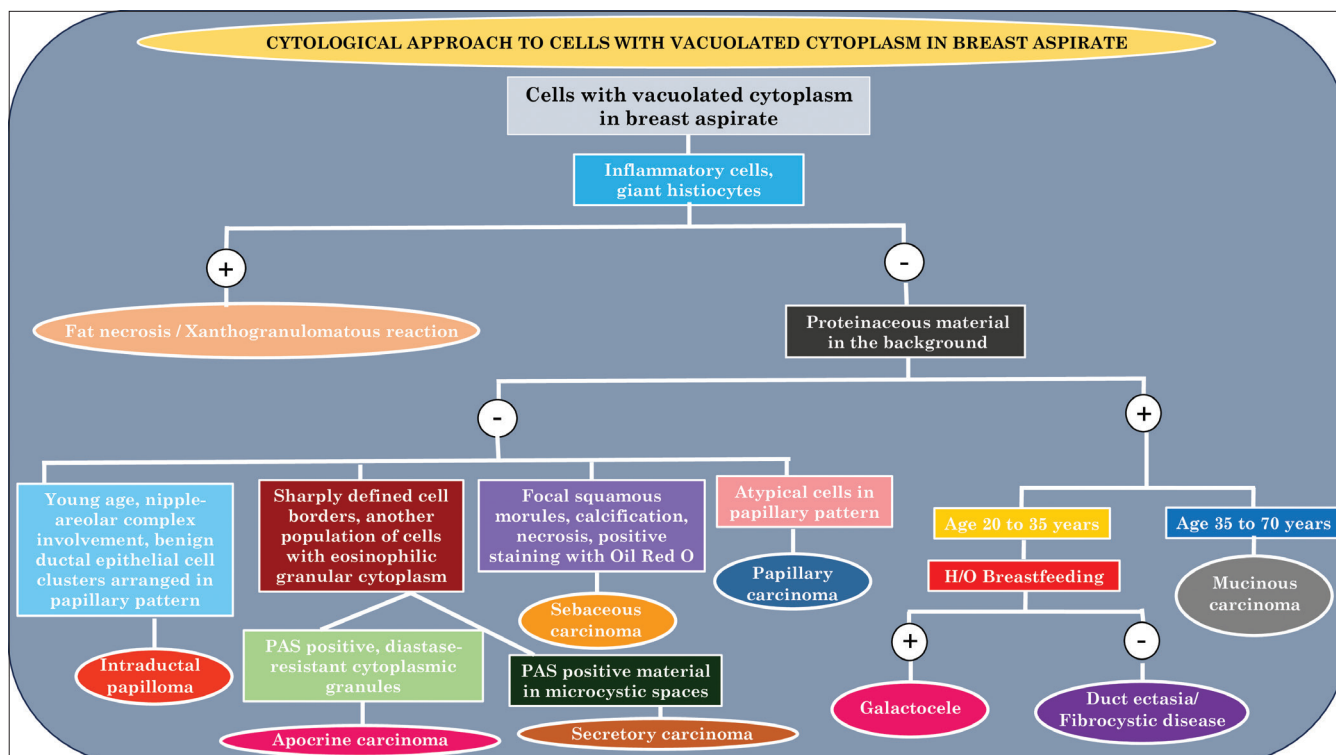 CYTOLOGICAL APPROACH TO CELLS WITH VACUOLATED CYTOPLASM IN BREAST ASPIRATE
Cells with vacuolated cytoplasm
in breast aspirate
Inflammatory cells,
giant histiocytes
+
-
Fat necrosis / Xanthogranulomatous reaction
Proteinaceous material
in the background
-
+
Young age, nipple-
areolar complex
involvement, benign
ductal epithelial cell
clusters arranged in
papillary pattern
Intraductal
papilloma
Sharply defined cell
borders, another
population of cells
with eosinophilic
granular cytoplasm
PAS positive, diastase-
resistant cytoplasmic
granules
Apocrine carcinoma
PAS positive material
in microcystic spaces
Secretory carcinoma
Focal squamous
morules, calcification,
necrosis, positive
staining with Oil Red O
Sebaceous
carcinoma
Atypical cells in
papillary pattern
Papillary
carcinoma
Age 20 to 35 years
H/O Breastfeeding
+
-
Galactocele
Duct ectasia/
Fibrocystic disease
Age 35 to 70 years
Mucinous
carcinoma